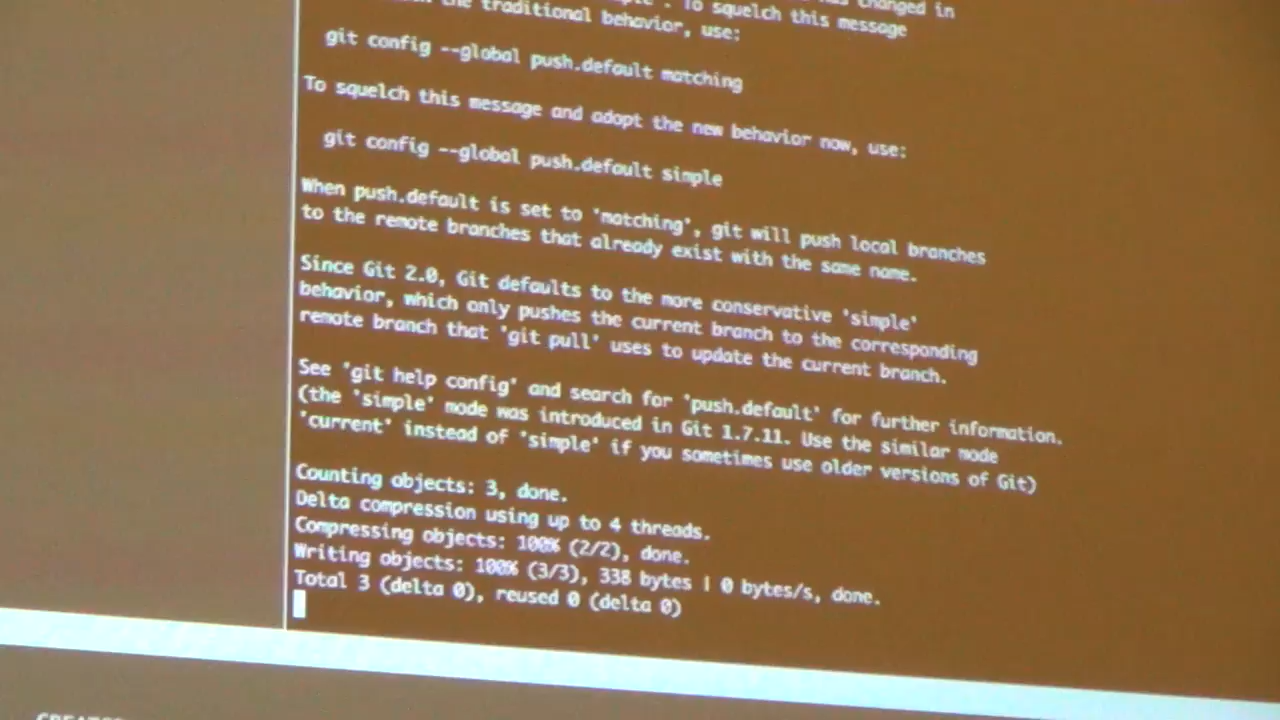 has changed in
'. To squelch this message
the traditional behavior, use:
git config --global push.default matching
To squelch this message and adopt the new behavior now, use:
git config --global push.default simple
When push.default is set to 'matching', git will push local branches
to the remote branches that already exist with the same name.
Since Git 2.0, Git defaults to the more conservative 'simple'
behavior, which only pushes the current branch to the corresponding
remote branch that 'git pull' uses to update the current branch.
See 'git help config' and search for 'push.default' for further information.
(the 'simple' mode was introduced in Git 1.7.11. Use the similar mode
'current' instead of 'simple' if you sometimes use older versions of Git)
Counting objects: 3, done.
Delta compression using up to 4 threads.
Compressing objects: 100% (2/2), done.
Writing objects: 100% (3/3), 338 bytes | 0 bytes/s, done.
Total 3 (delta 0), reused 0 (delta 0)